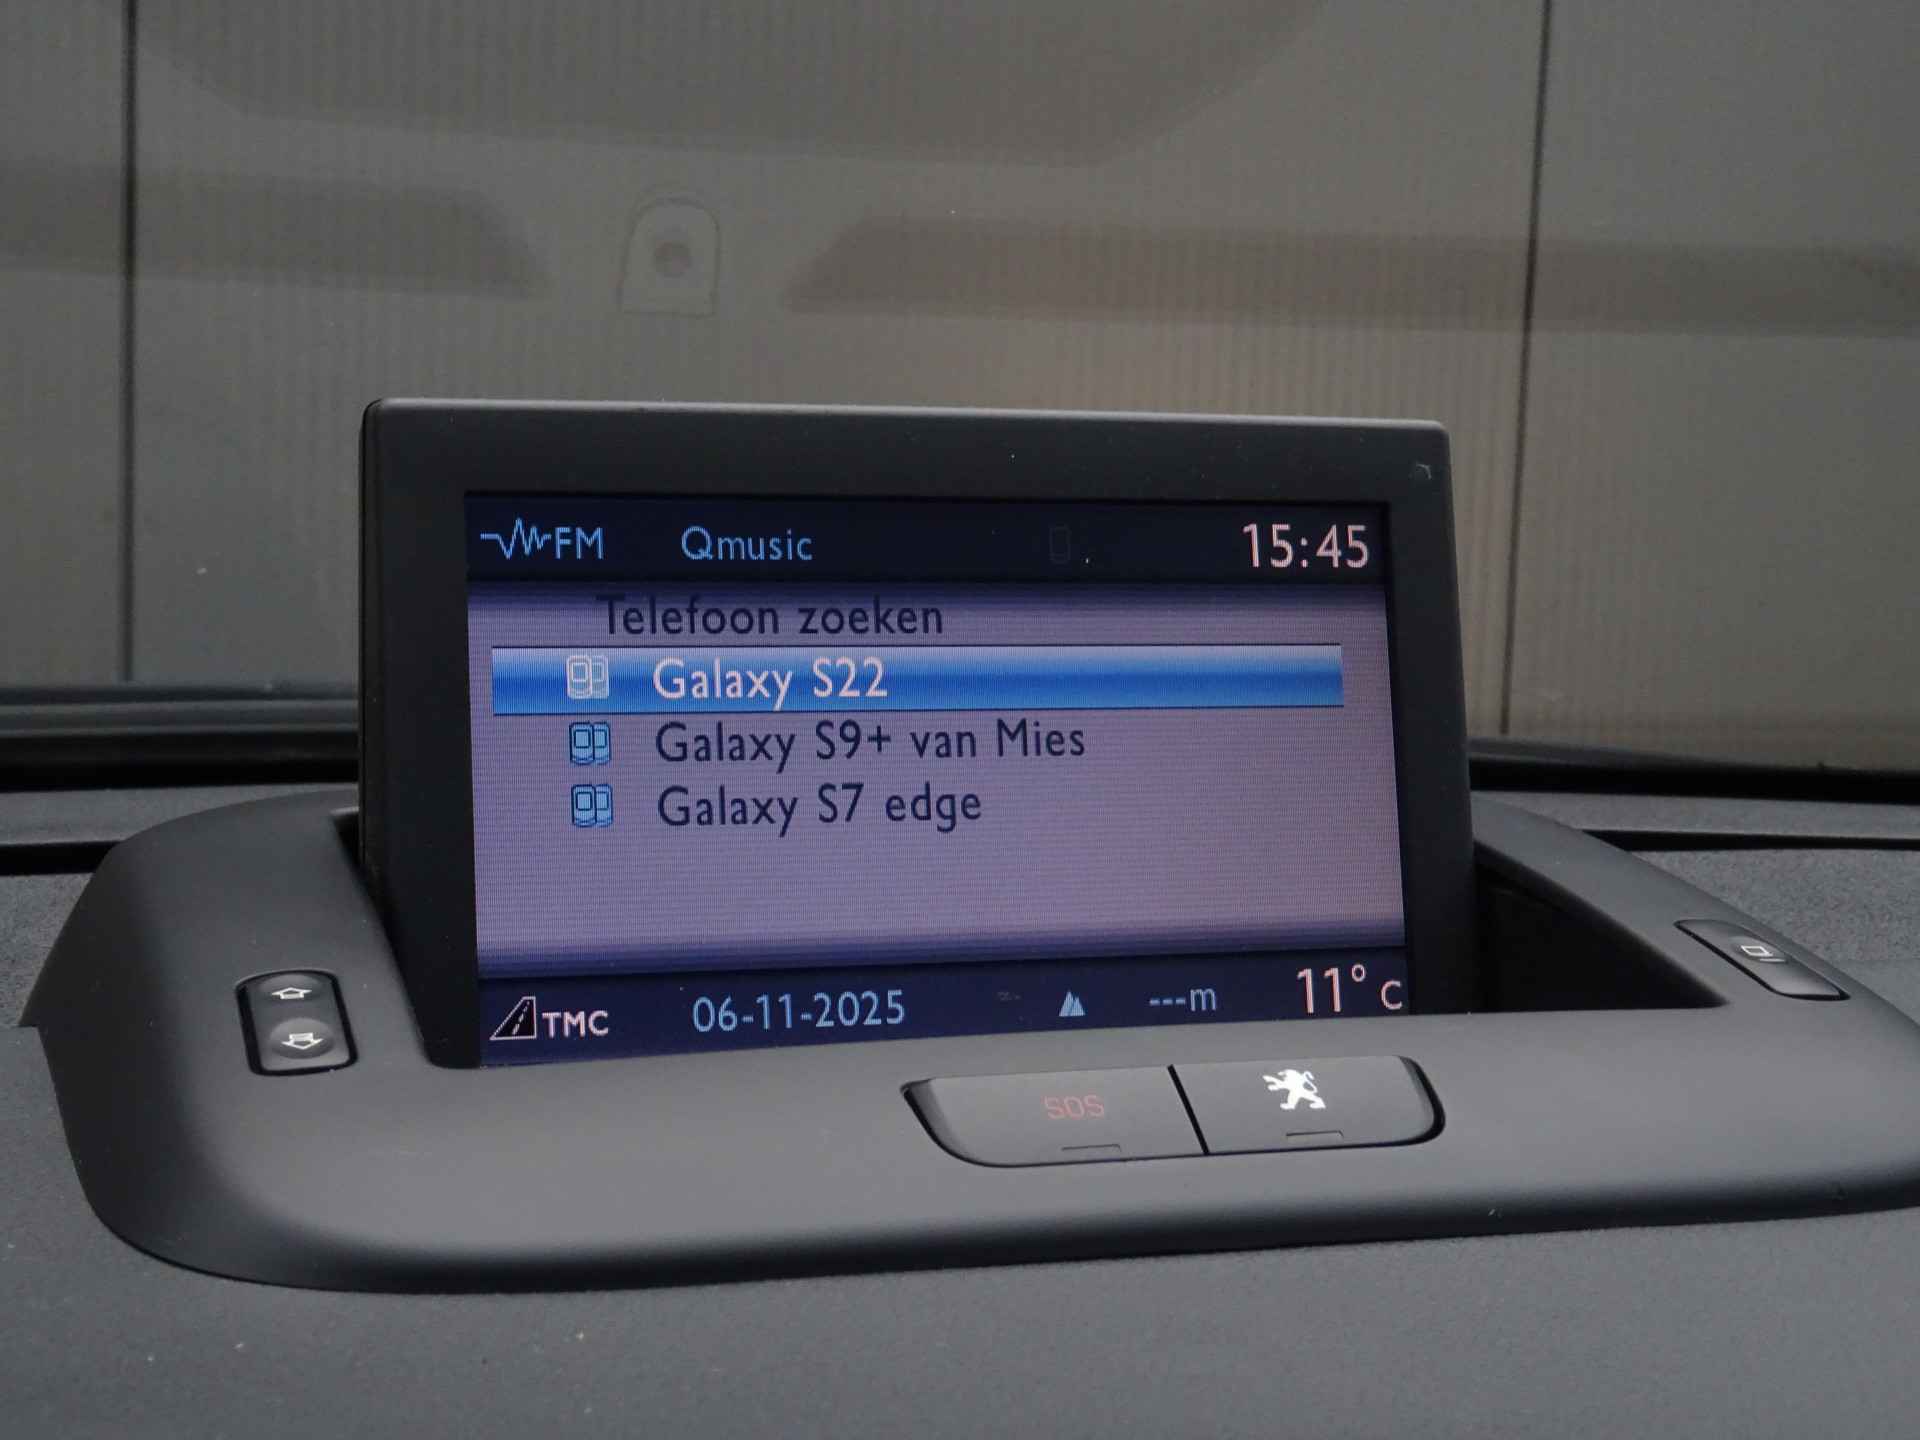 FM Qmusic 15:45
Telefoon zoeken
Galaxy S22
Galaxy S9+ van Mies
Galaxy S7 edge
TMC 06-11-2025 ---m 11° C
SOS